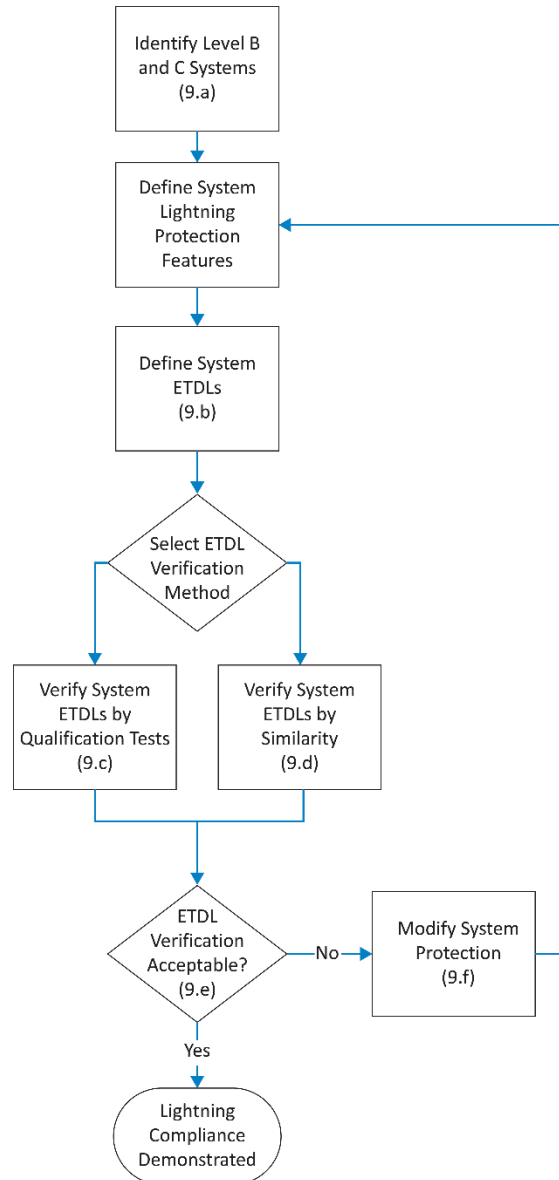 Identify Level B
and C Systems
(9.a)
Define System
Lightning
Protection
Features
Define System
ETDLs
(9.b)
Select ETDL
Verification
Method
Verify System
ETDLs by
Qualification Tests
(9.c)
Verify System
ETDLs by
Similarity
(9.d)
ETDL
Verification
Acceptable?
(9.e)
No
Modify System
Protection
(9.f)
Yes
Lightning
Compliance
Demonstrated